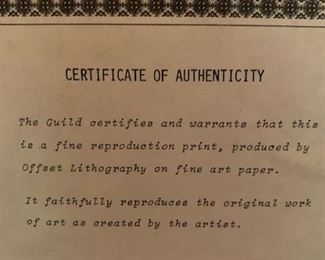 CERTIFICATE OF AUTHENTICITY
The Guild certifies and warrants that this
is a fine reproduction print, produced by
Offset Lithography on fine art paper.
It faithfully reproduces the original work
of art as created by the artist.